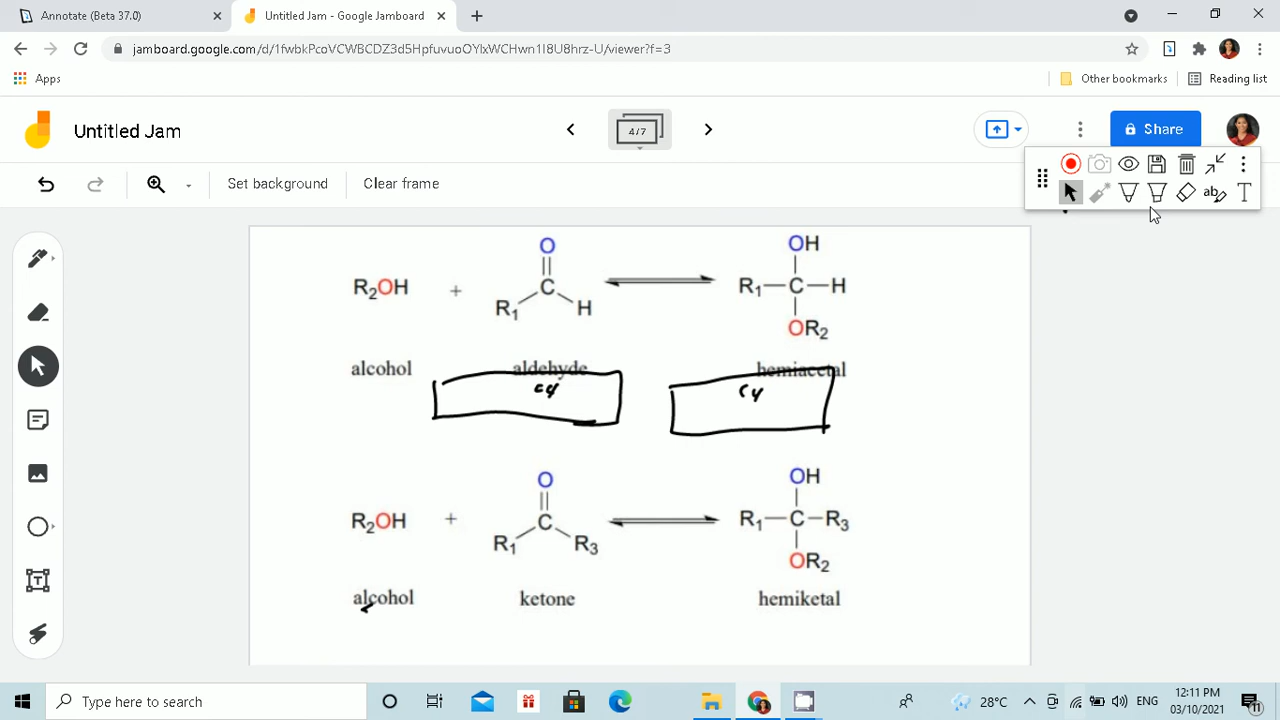 Annotate (Beta 37.0)
Untitled Jam - Google Jamboard
jamboard.google.com/d/1fwbkPcoVCWBCDZ3d5HpfuvuoOYlxWCHwn1I8U8hrz-U/viewer?f=3
Apps
Other bookmarks
Reading list
Untitled Jam
4/7
Share
Set background
Clear frame
ab
T
R2OH + O C R1 H
OH R1—C—H OR2
alcohol aldehyde hemiacetal
R2OH + O C R1 R3
OH R1—C—R3 OR2
alcohol ketone hemiketal
Type here to search
28°C
ENG
12:11 PM
03/10/2021